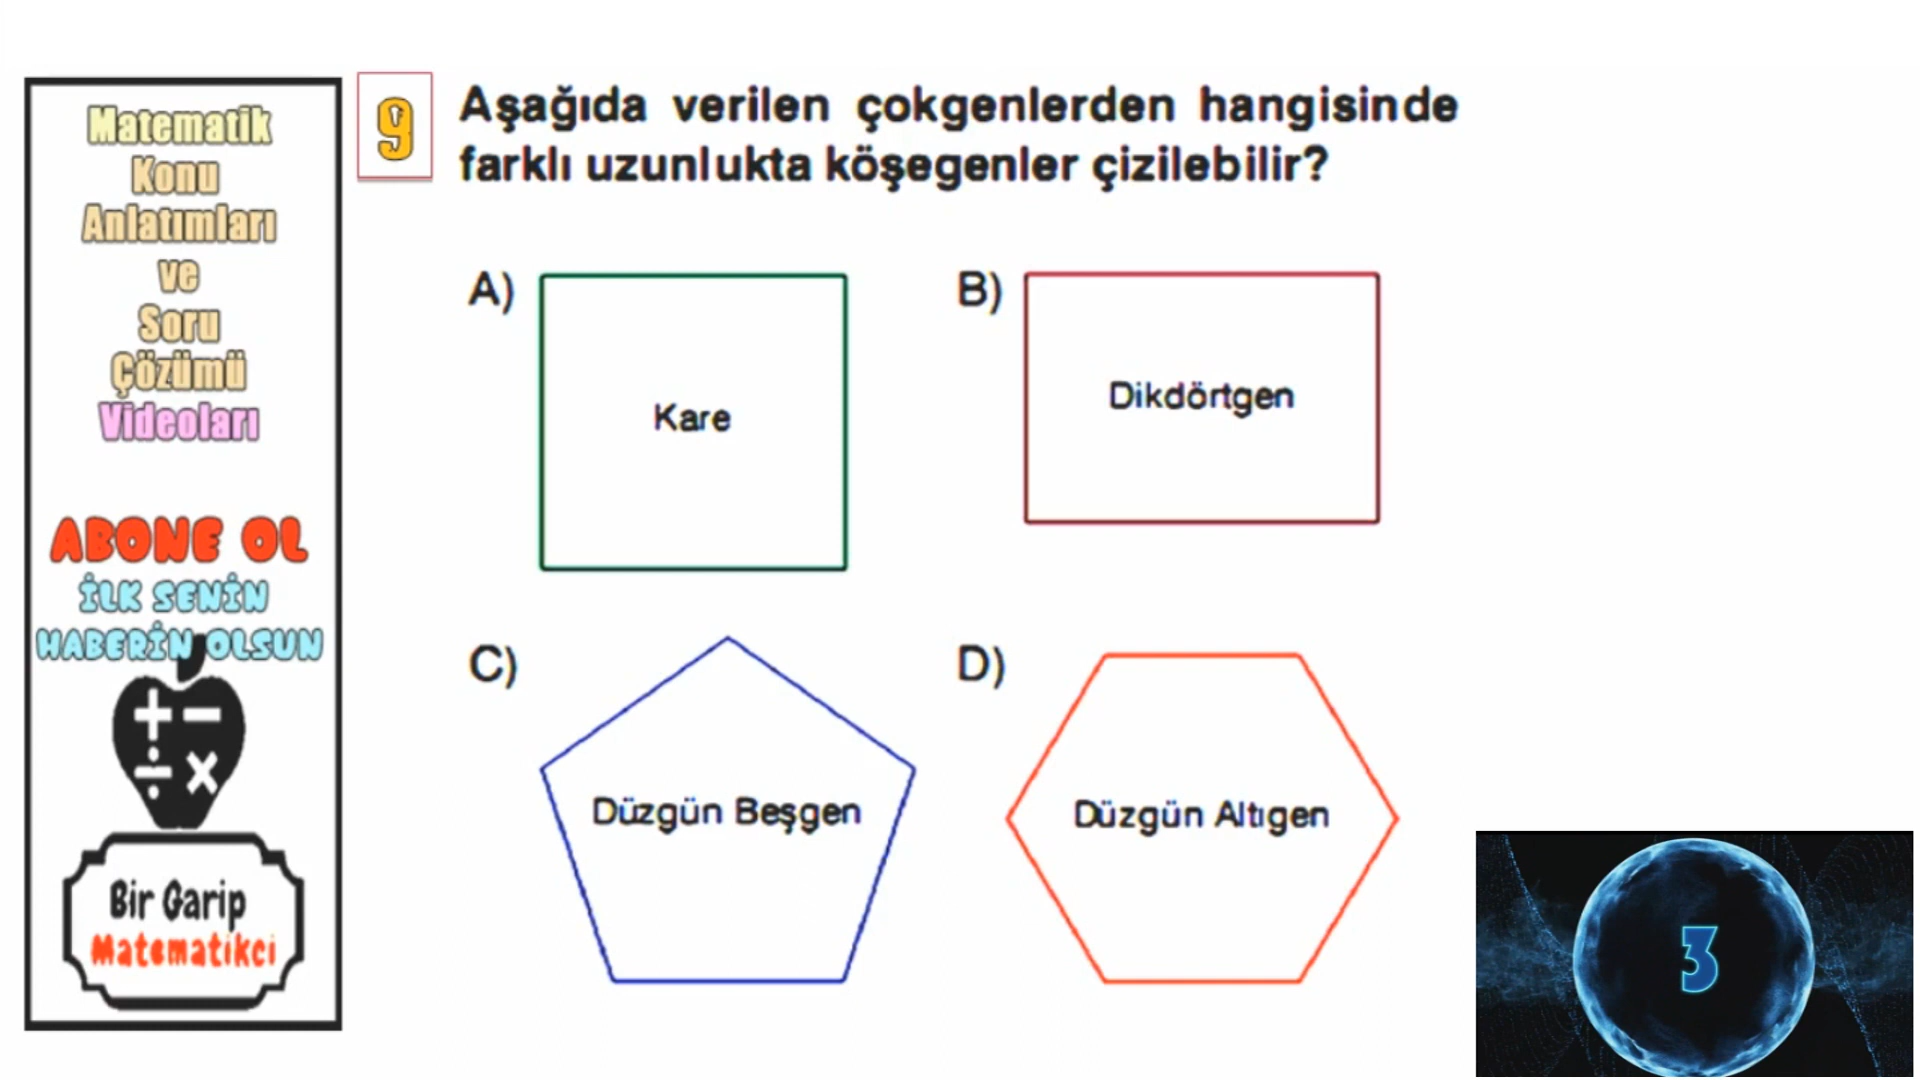 Matematik
Konu
Anlatımları
ve
Soru
Çözümü
Videoları
ABONE OL
İLK SENİN
HABERİN OLSUN
Bir Garip
Matematikci
9
Aşağıda verilen çokgenlerden hangisinde
farklı uzunlukta köşegenler çizilebilir?
A)
Kare
B)
Dikdörtgen
C)
Düzgün Beşgen
D)
Düzgün Altıgen
3